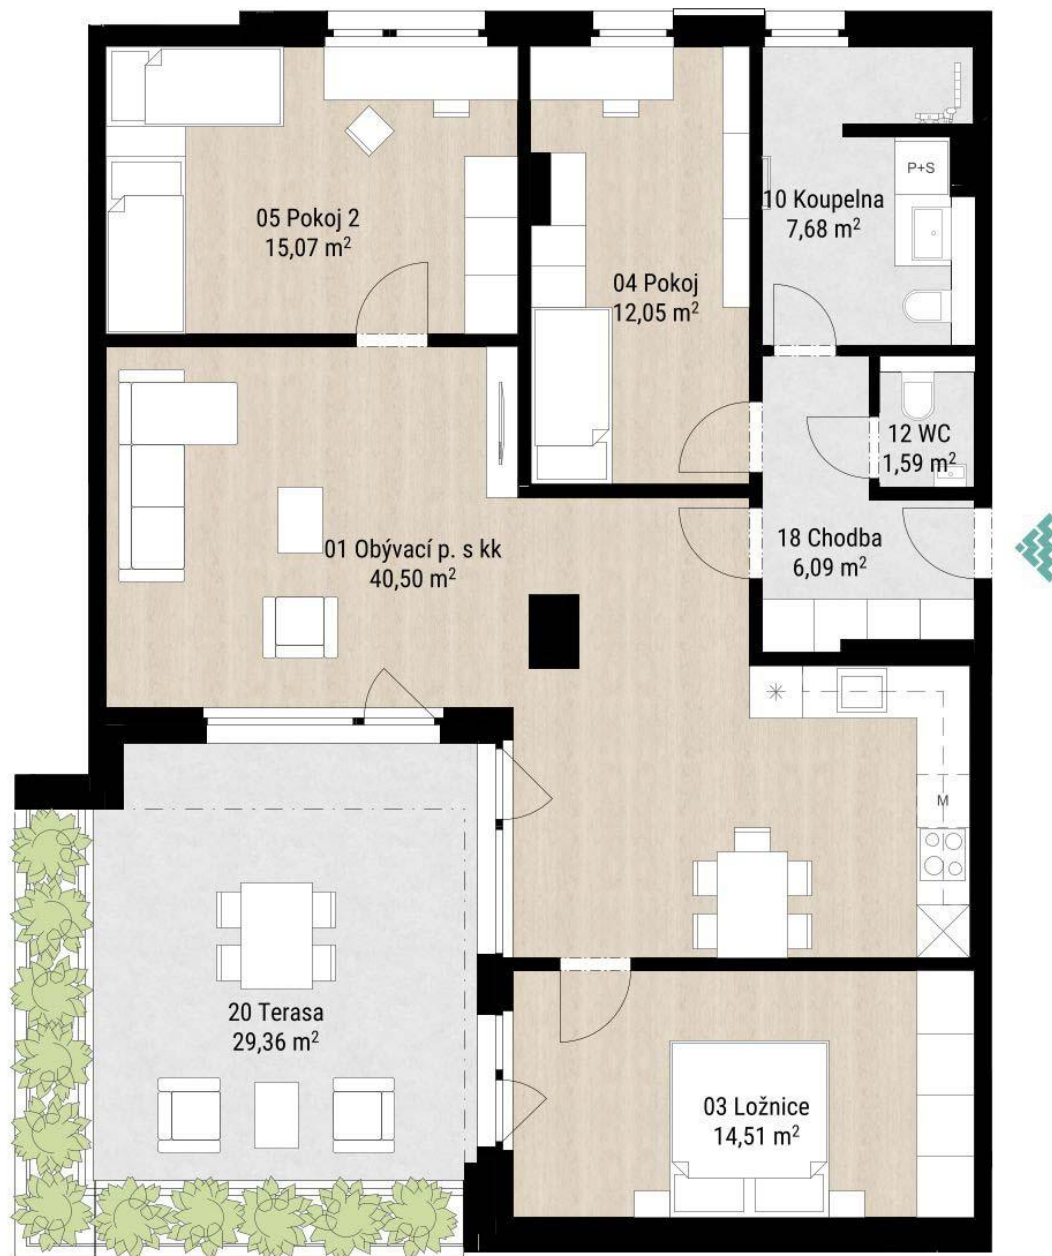 P+S
10 Koupelna
7,68 m²
05 Pokoj 2
15,07 m²
04 Pokoj
12,05 m²
12 WC
1,59 m²
01 Obývací p. s kk
40,50 m²
18 Chodba
6,09 m²
M
20 Terasa
29,36 m²
03 Ložnice
14,51 m²